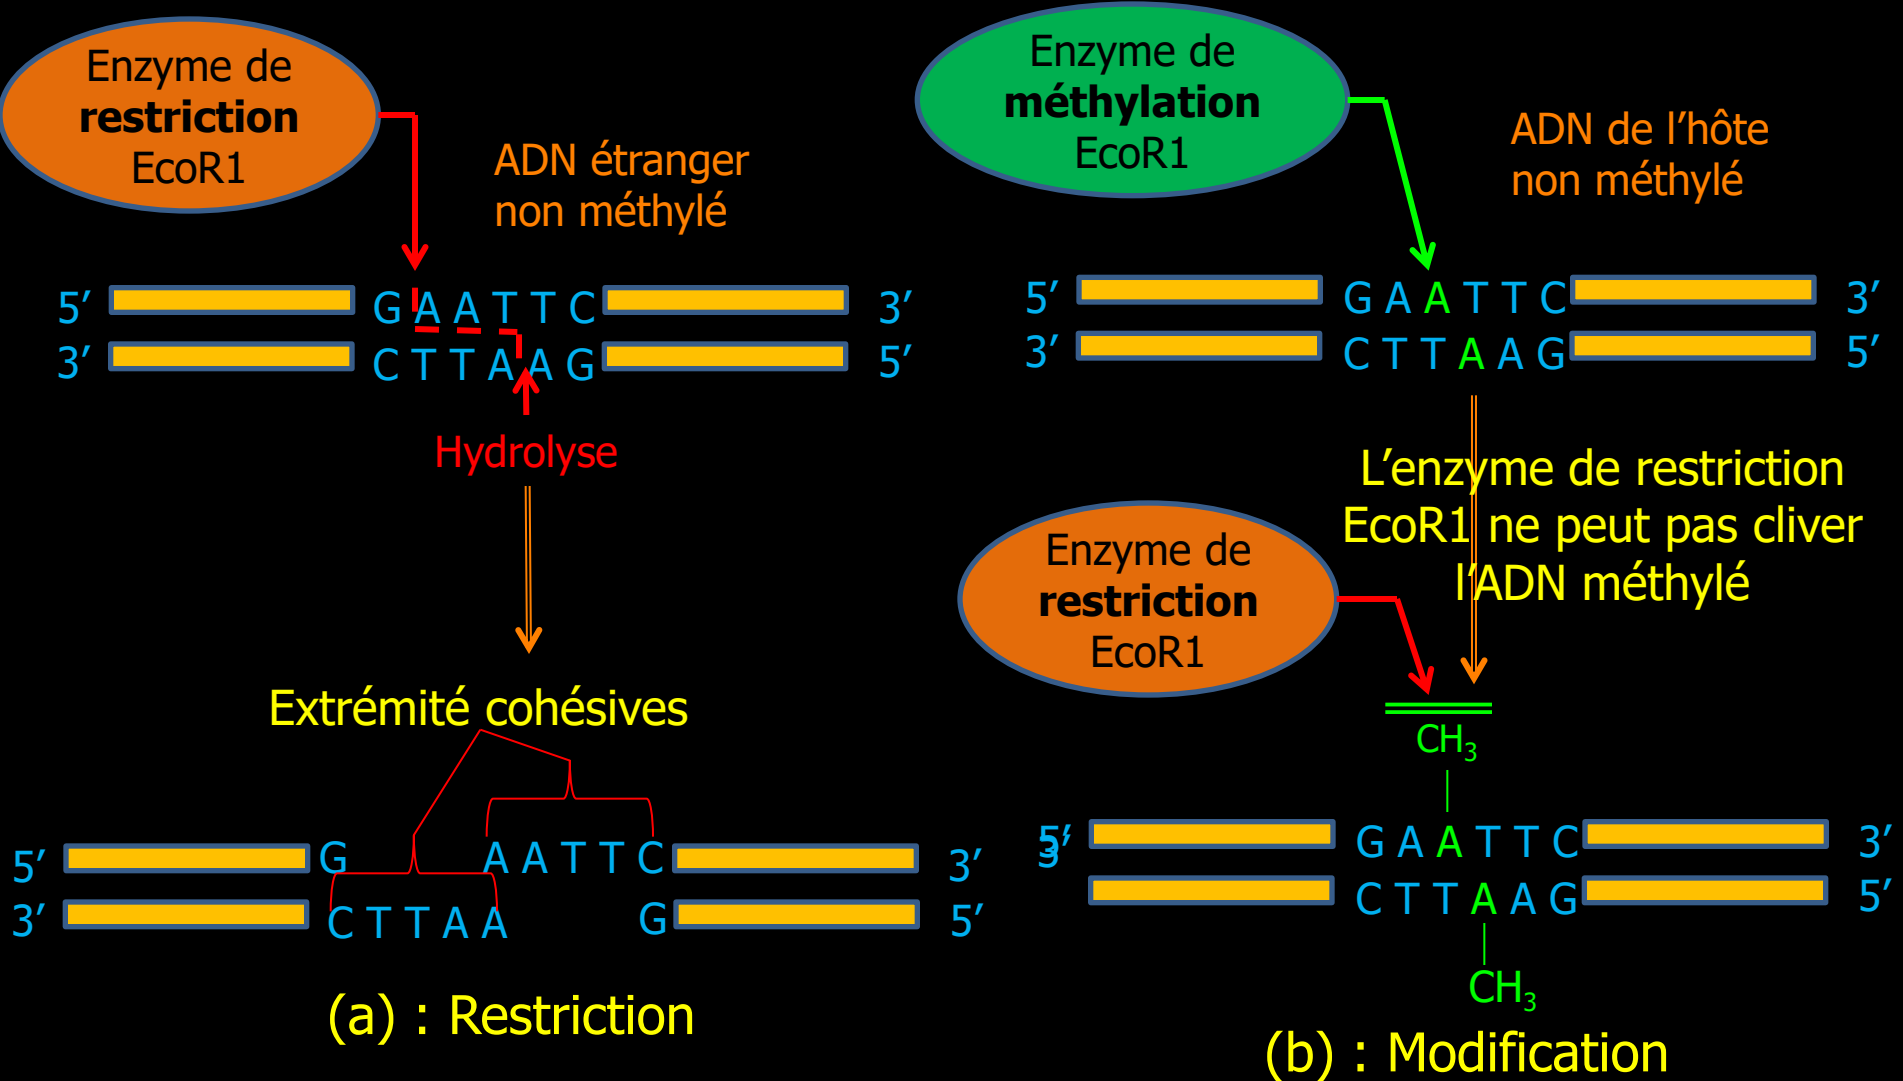 Enzyme de
restriction
EcoR1
ADN étranger
non méthylé
5’ G A A T T C 3’
3’ C T T A A G 5’
Hydrolyse
Extrémité cohésives
5’ G A A T T C 3’
3’ C T T A A G 5’
(a) : Restriction
Enzyme de
méthylation
EcoR1
ADN de l’hôte
non méthylé
5’ G A A T T C 3’
3’ C T T A A G 5’
L’enzyme de restriction
EcoR1 ne peut pas cliver
l’ADN méthylé
Enzyme de
restriction
EcoR1
CH₃
5’ G A A T T C 3’
3’ C T T A A G 5’
CH₃
(b) : Modification